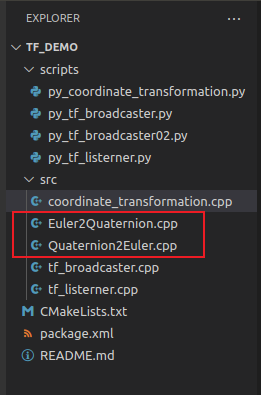 EXPLORER
TF_DEMO
scripts
py_coordinate_transformation.py
py_tf_broadcaster.py
py_tf_broadcaster02.py
py_tf_listerner.py
src
coordinate_transformation.cpp
Euler2Quaternion.cpp
Quaternion2Euler.cpp
tf_broadcaster.cpp
tf_listerner.cpp
CMakeLists.txt
package.xml
README.md